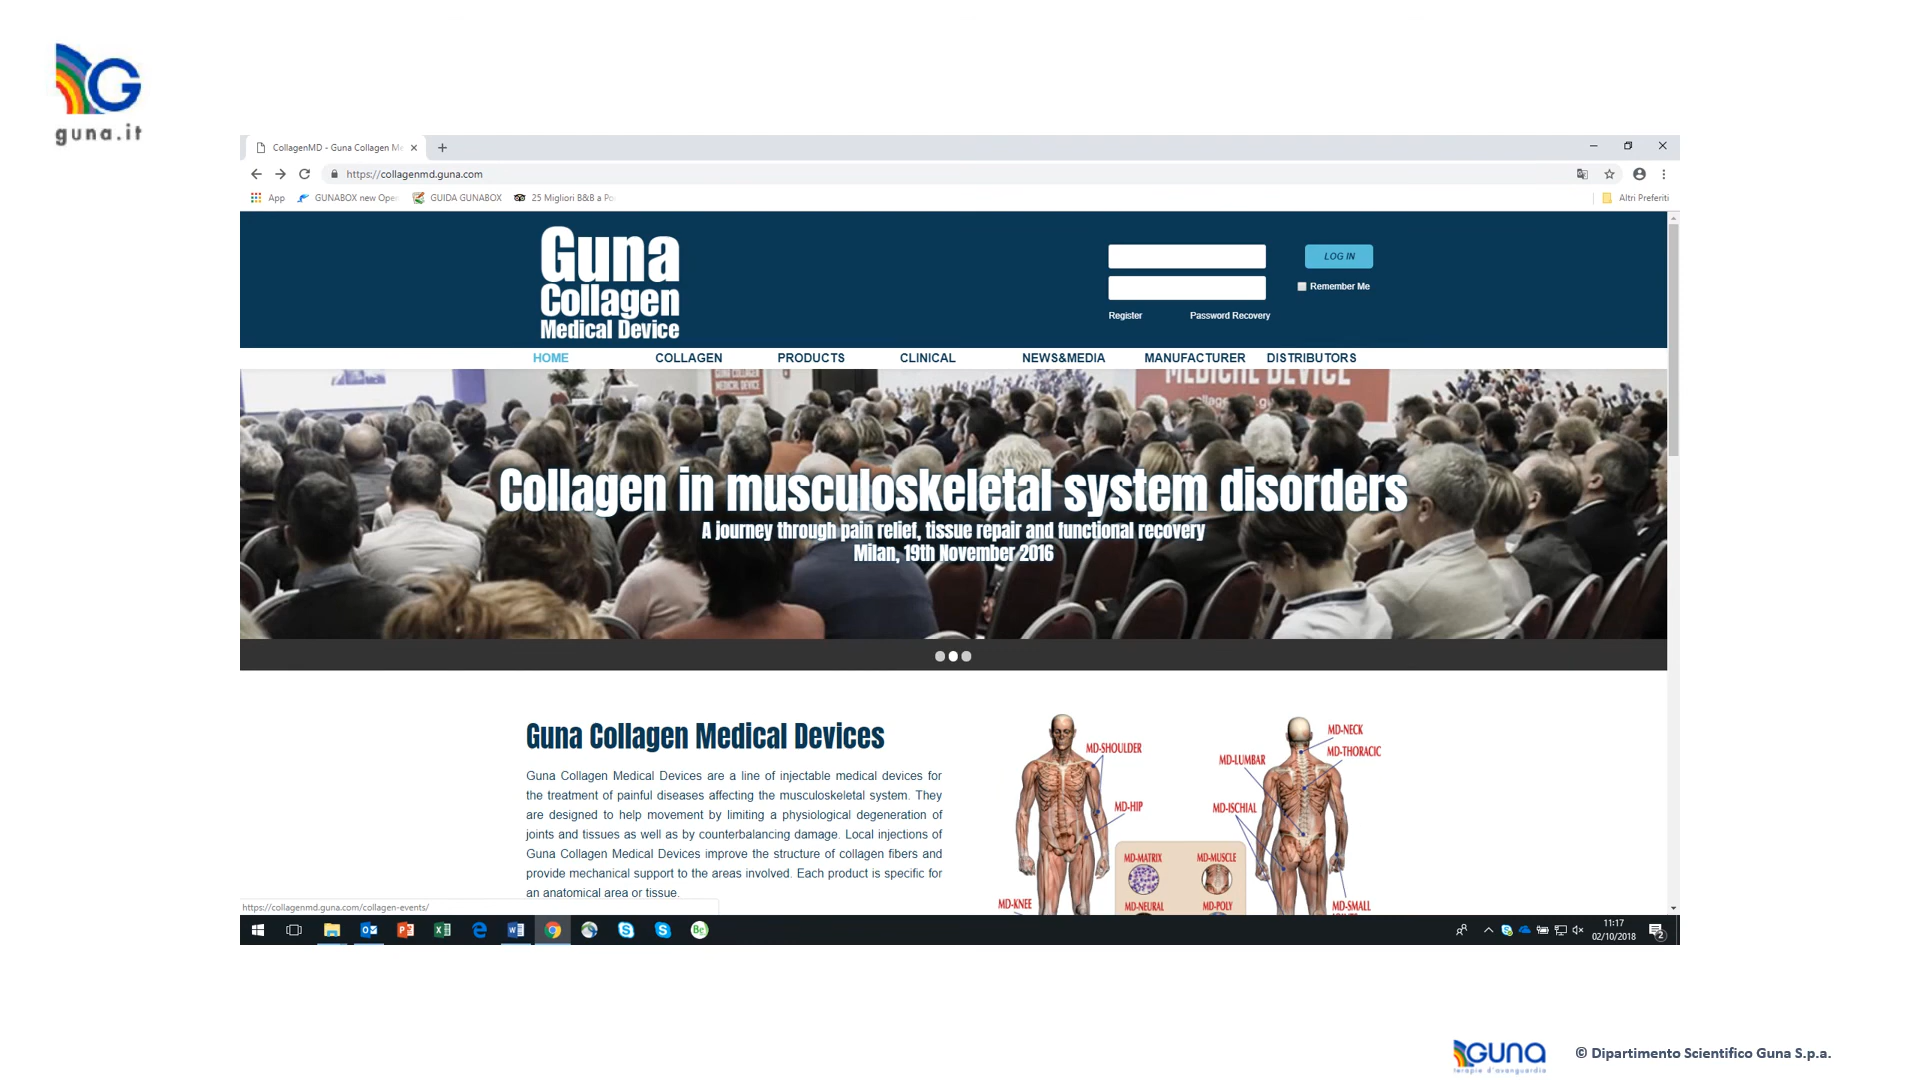 guna.it
CollagenMD - Guna Collagen Me
https://collagenmd.guna.com
App
GUNABOX new Oper
GUIDA GUNABOX
25 Migliori B&B a Po
Altri Preferiti
Guna
Collagen
Medical Device
LOG IN
Remember Me
Register
Password Recovery
HOME
COLLAGEN
PRODUCTS
CLINICAL
NEWS&MEDIA
MANUFACTURER
DISTRIBUTORS
MEDICAL DEVICE
Collagen in musculoskeletal system disorders
A journey through pain relief, tissue repair and functional recovery
Milan, 19th November 2016
Guna Collagen Medical Devices
Guna Collagen Medical Devices are a line of injectable medical devices for
the treatment of painful diseases affecting the musculoskeletal system. They
are designed to help movement by limiting a physiological degeneration of
joints and tissues as well as by counterbalancing damage. Local injections of
Guna Collagen Medical Devices improve the structure of collagen fibers and
provide mechanical support to the areas involved. Each product is specific for
an anatomical area or tissue.
MD-SHOULDER
MD-HIP
MD-KNEE
MD-MATRIX
MD-MUSCLE
MD-NEURAL
MD-POLY
MD-NECK
MD-THORACIC
MD-LUMBAR
MD-ISCHIAL
MD-SMALL
https://collagenmd.guna.com/collagen-events/
11:17
02/10/2018
2
GUNA
terapie d'avanguardia
© Dipartimento Scientifico Guna S.p.a.